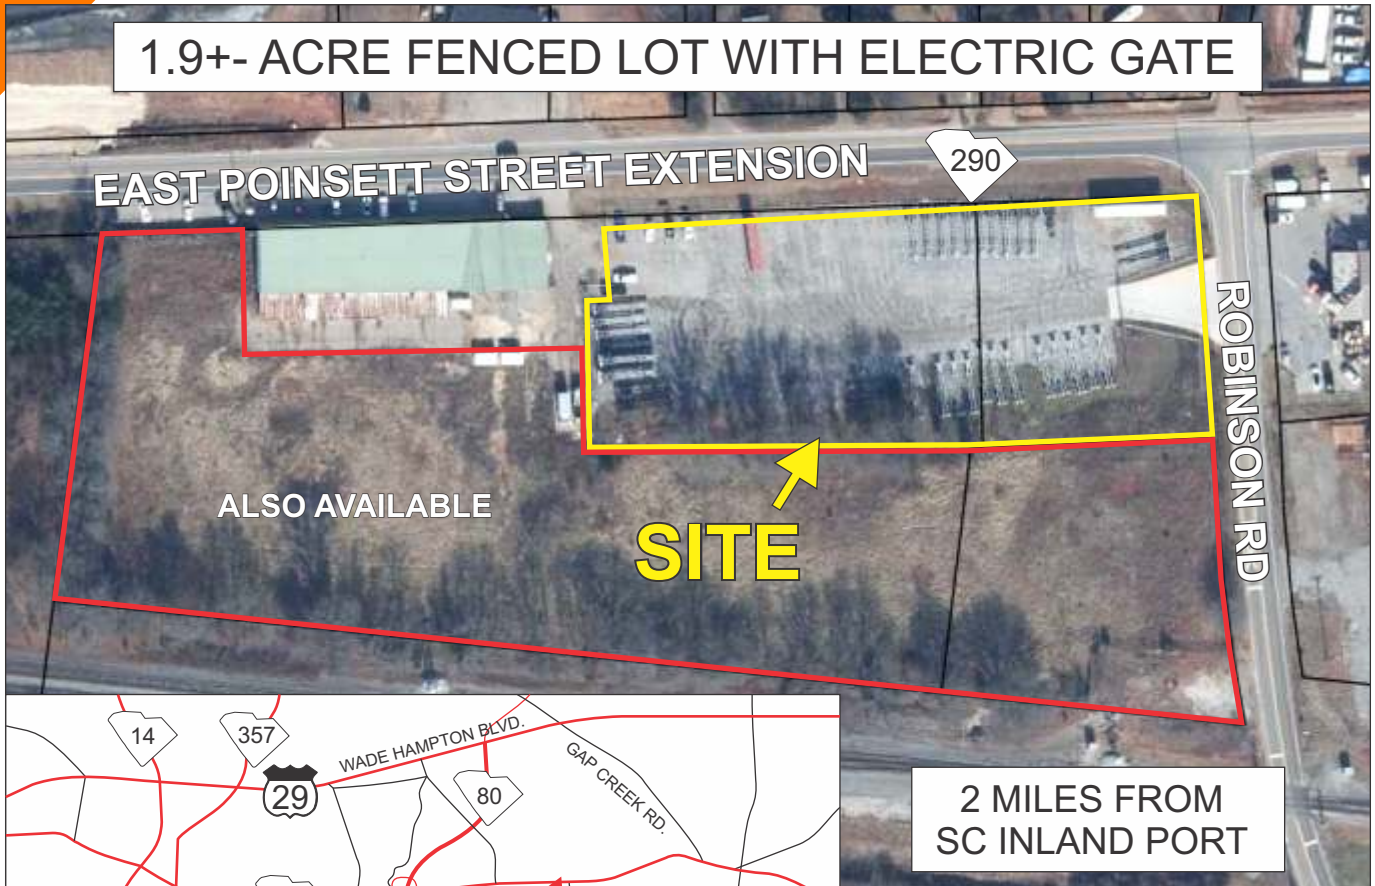 1.9+- ACRE FENCED LOT WITH ELECTRIC GATE
EAST POINSETT STREET EXTENSION
290
ROBINSON RD
ALSO AVAILABLE
SITE
14
357
WADE HAMPTON BLVD.
29
80
GAP CREEK RD.
2 MILES FROM
SC INLAND PORT